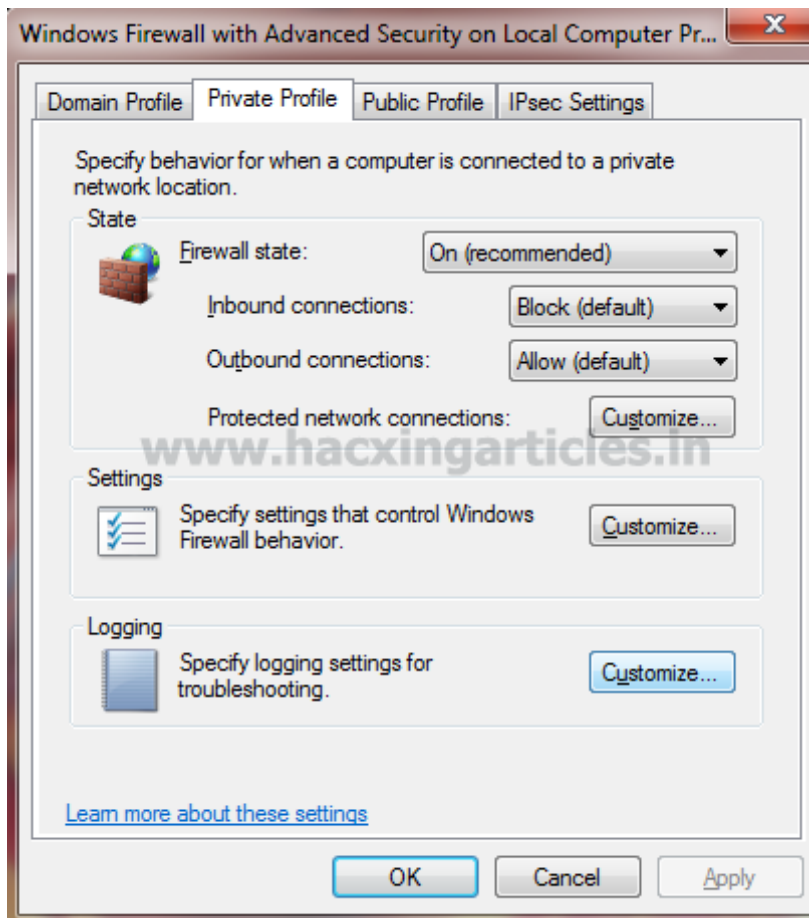 Windows Firewall with Advanced Security on Local Computer Pr...
Domain Profile Private Profile Public Profile IPsec Settings
Specify behavior for when a computer is connected to a private
network location.
State
Firewall state: On (recommended)
Inbound connections: Block (default)
Outbound connections: Allow (default)
Protected network connections: Customize...
www.hacxingarticles.in
Settings
Specify settings that control Windows
Firewall behavior.
Customize...
Logging
Specify logging settings for
troubleshooting.
Customize...
Learn more about these settings
OK Cancel Apply